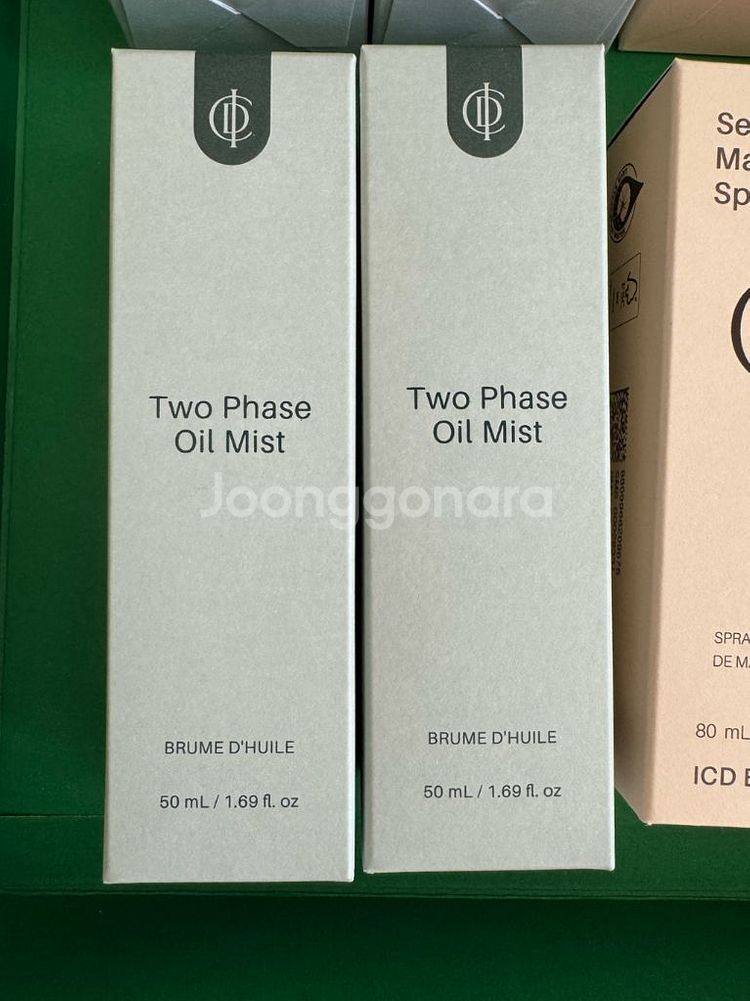 Two Phase
Oil Mist
BRUME D'HUILE
50 mL / 1.69 fl. oz
Two Phase
Oil Mist
BRUME D'HUILE
50 mL / 1.69 fl. oz
Joonggonara
Se
Ma
Sp
SPRA
DE MA
80 mL
ICD E